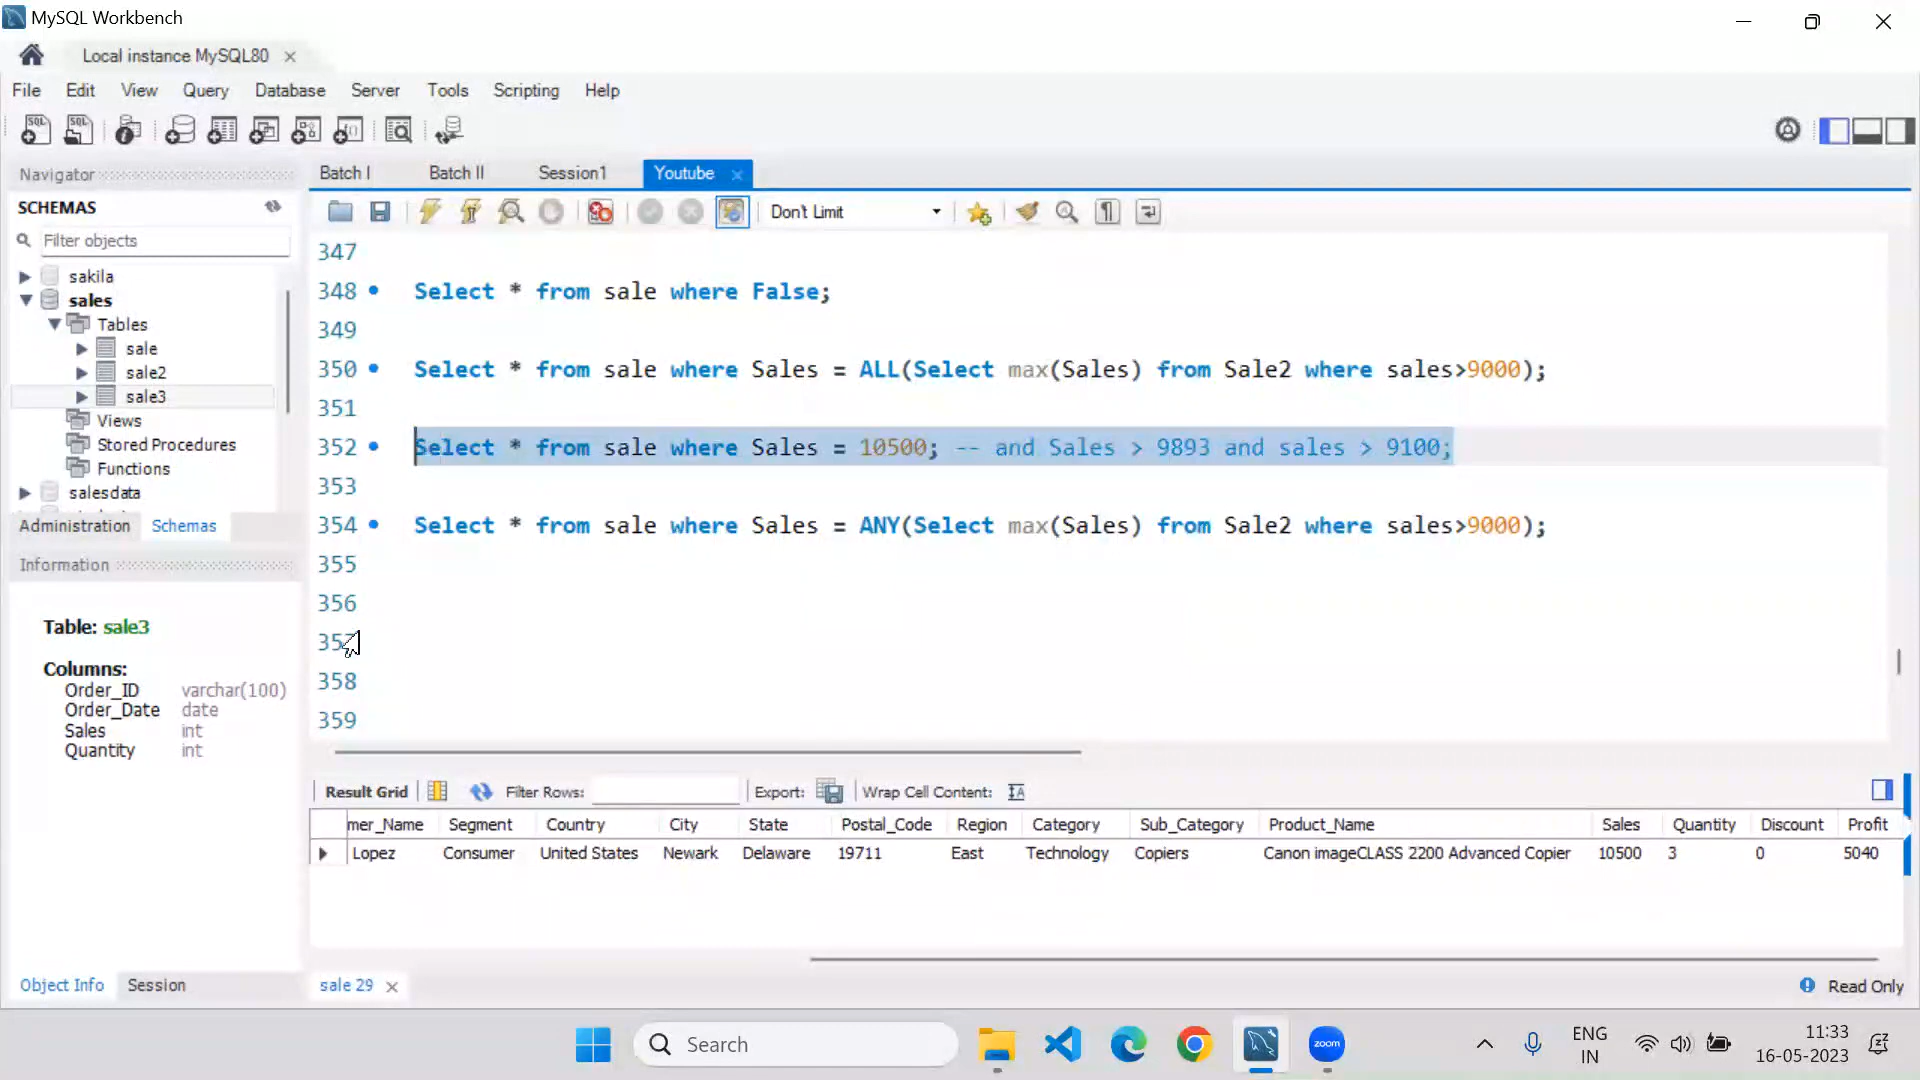 MySQL Workbench
Local instance MySQL80
File Edit View Query Database Server Tools Scripting Help
Navigator
SCHEMAS
Filter objects
sakila
sales
Tables
sale
sale2
sale3
Views
Stored Procedures
Functions
salesdata
Administration Schemas
Information
Table: sale3
Columns:
Order_ID varchar(100)
Order_Date date
Sales int
Quantity int
Object Info Session
Batch I Batch II Session1 Youtube
Don't Limit
347
348 Select * from sale where False;
349
350 Select * from sale where Sales = ALL(Select max(Sales) from Sale2 where sales>9000);
351
352 Select * from sale where Sales = 10500; -- and Sales > 9893 and sales > 9100;
353
354 Select * from sale where Sales = ANY(Select max(Sales) from Sale2 where sales>9000);
355
356
357
358
359
Result Grid Filter Rows: Export: Wrap Cell Content:
mer_Name Segment Country City State Postal_Code Region Category Sub_Category Product_Name Sales Quantity Discount Profit
Lopez Consumer United States Newark Delaware 19711 East Technology Copiers Canon imageCLASS 2200 Advanced Copier 10500 3 0 5040
sale 29 Read Only
Search
zoom
ENG
IN
11:33
16-05-2023